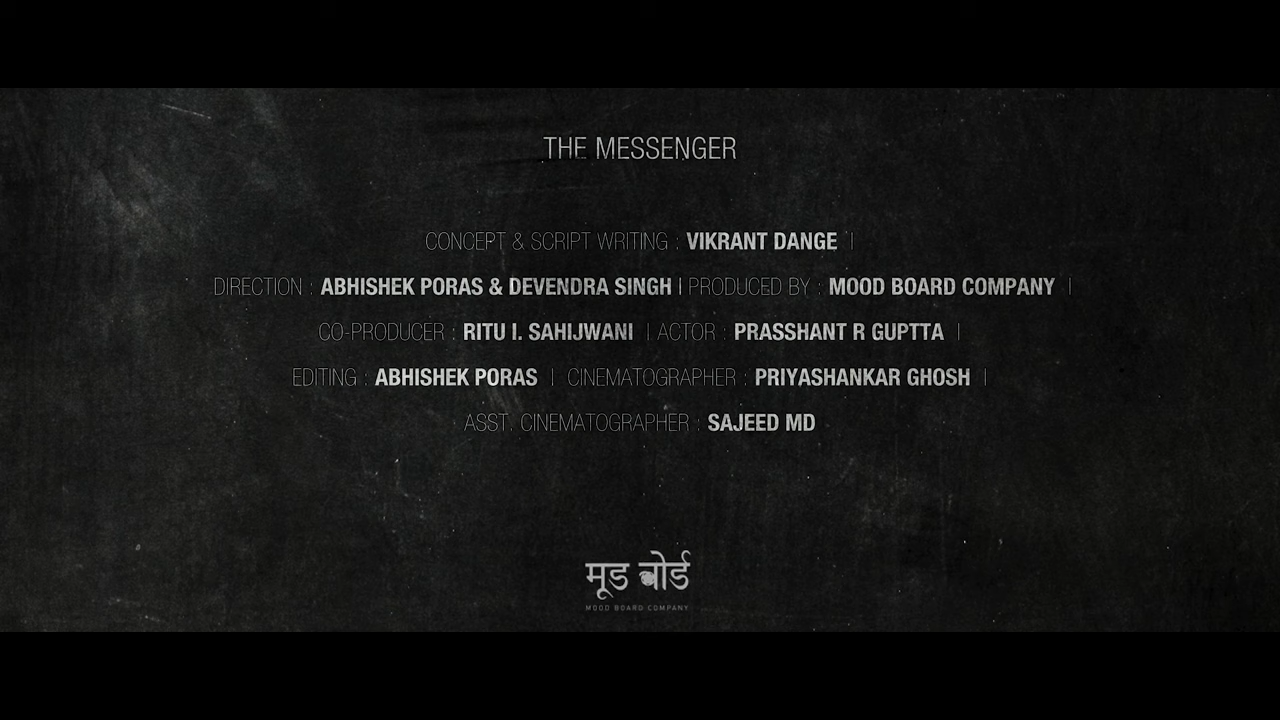 THE MESSENGER
CONCEPT & SCRIPT WRITING : VIKRANT DANGE |
DIRECTION : ABHISHEK PORAS & DEVENDRA SINGH | PRODUCED BY : MOOD BOARD COMPANY |
CO-PRODUCER : RITU I. SAHIJWANI | ACTOR : PRASSHANT R GUPTTA |
EDITING : ABHISHEK PORAS | CINEMATOGRAPHER : PRIYASHANKAR GHOSH |
ASST. CINEMATOGRAPHER : SAJEED MD
मूड बोर्ड
MOOD BOARD COMPANY